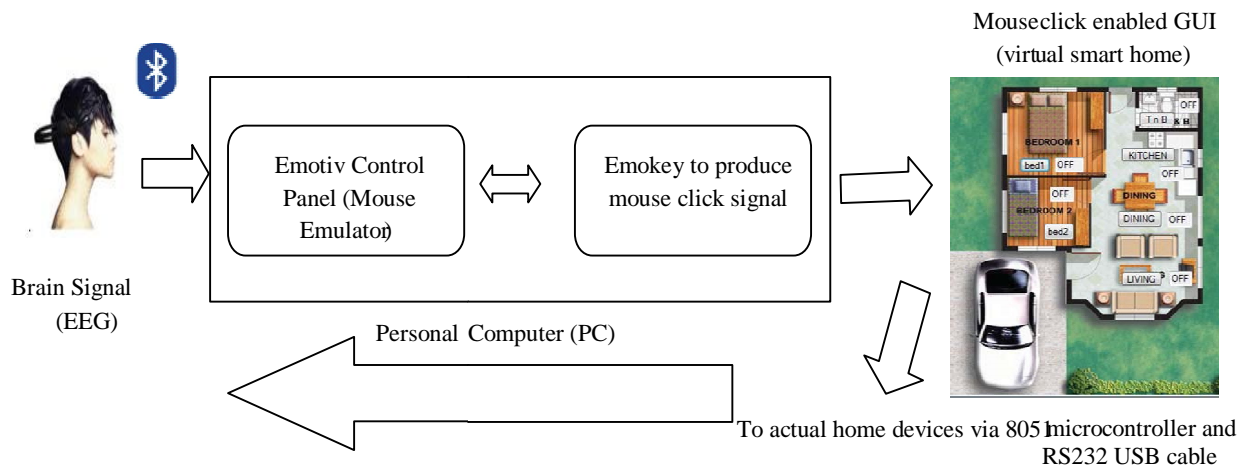 Mouseclick enabled GUI
(virtual smart home)
Emotiv Control
Panel (Mouse
Emulator)
Emokey to produce
mouse click signal
Brain Signal
(EEG)
Personal Computer (PC)
OFF
T n B
& B
BEDROOM 1
bed1 OFF
KITCHEN
OFF
OFF
DINING
BEDROOM 2
DINING OFF
bed2
LIVING OFF
To actual home devices via 8051 microcontroller and
RS232 USB cable